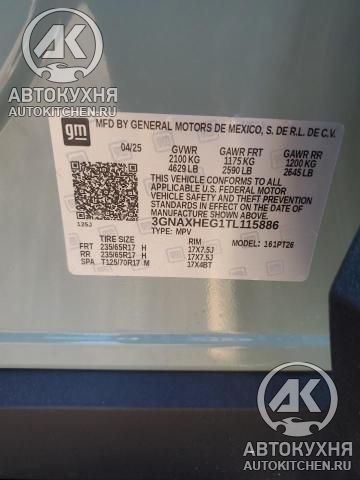 АК
АВТОКУХНЯ
AUTOKITCHEN.RU
gm
MFD BY GENERAL MOTORS DE MEXICO, S. DE R.L. DE C.V.
04/25 GVWR GAWR FRT GAWR RR
2100 KG 1175 KG 1200 KG
4629 LB 2590 LB 2645 LB
THIS VEHICLE CONFORMS TO ALL
APPLICABLE U.S. FEDERAL MOTOR
VEHICLE SAFETY AND THEFT PREVENTION
STANDARDS IN EFFECT ON THE DATE OF
MANUFACTURE SHOWN ABOVE.
3GNAXHEG1TL115886
TYPE: MPV
125J
TIRE SIZE RIM MODEL: 161PT26
FRT 235/65R17 H 17X7.5J
RR 235/65R17 H 17X7.5J
SPA T125/70R17 M 17X4BT
АК
АВТОКУХНЯ
AUTOKITCHEN.RU